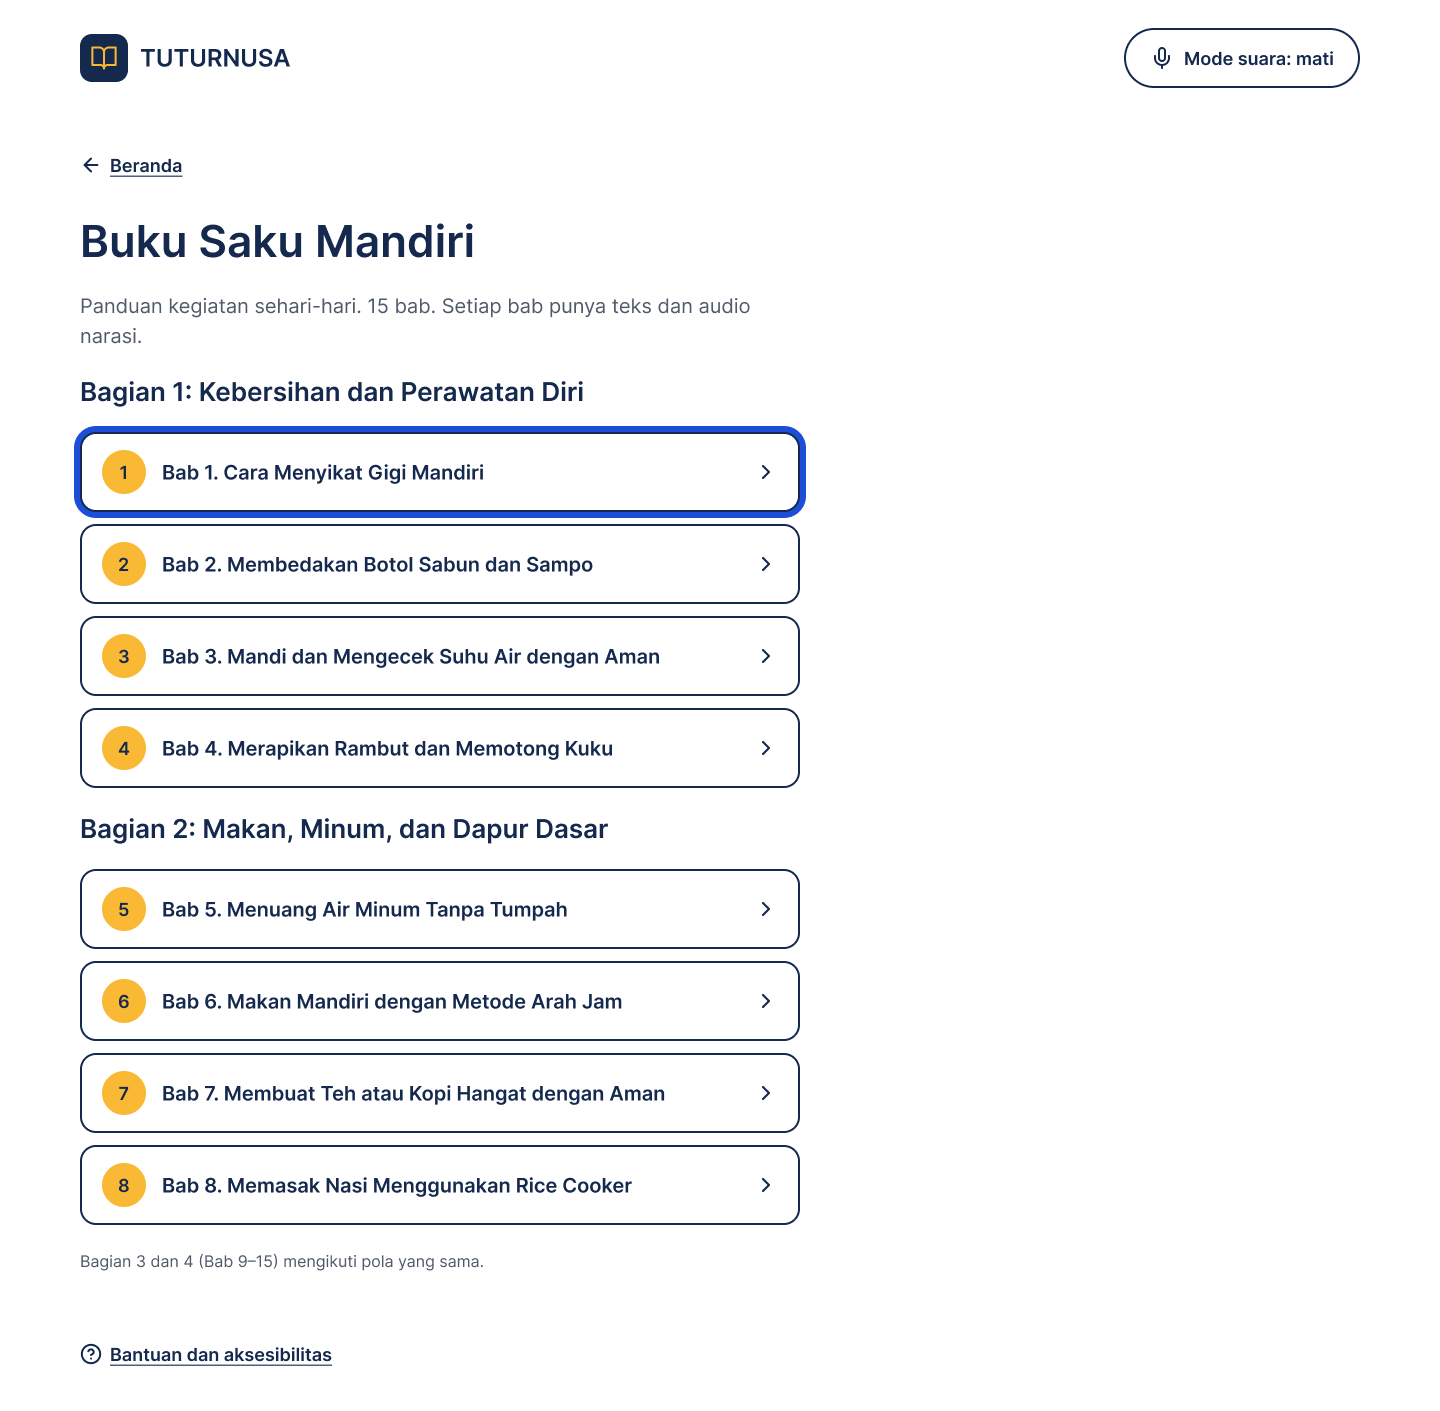 TUTURNUSA
Mode suara: mati
Beranda
Buku Saku Mandiri
Panduan kegiatan sehari-hari. 15 bab. Setiap bab punya teks dan audio
narasi.
Bagian 1: Kebersihan dan Perawatan Diri
1 Bab 1. Cara Menyikat Gigi Mandiri
2 Bab 2. Membedakan Botol Sabun dan Sampo
3 Bab 3. Mandi dan Mengecek Suhu Air dengan Aman
4 Bab 4. Merapikan Rambut dan Memotong Kuku
Bagian 2: Makan, Minum, dan Dapur Dasar
5 Bab 5. Menuang Air Minum Tanpa Tumpah
6 Bab 6. Makan Mandiri dengan Metode Arah Jam
7 Bab 7. Membuat Teh atau Kopi Hangat dengan Aman
8 Bab 8. Memasak Nasi Menggunakan Rice Cooker
Bagian 3 dan 4 (Bab 9–15) mengikuti pola yang sama.
Bantuan dan aksesibilitas